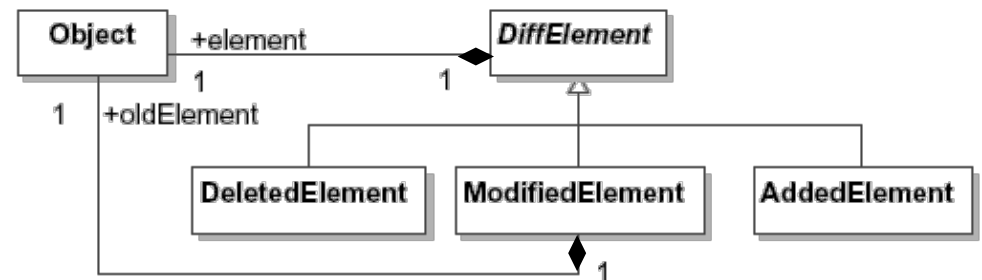 Object
+element
DiffElement
1
1
1
+oldElement
DeletedElement
ModifiedElement
AddedElement
1